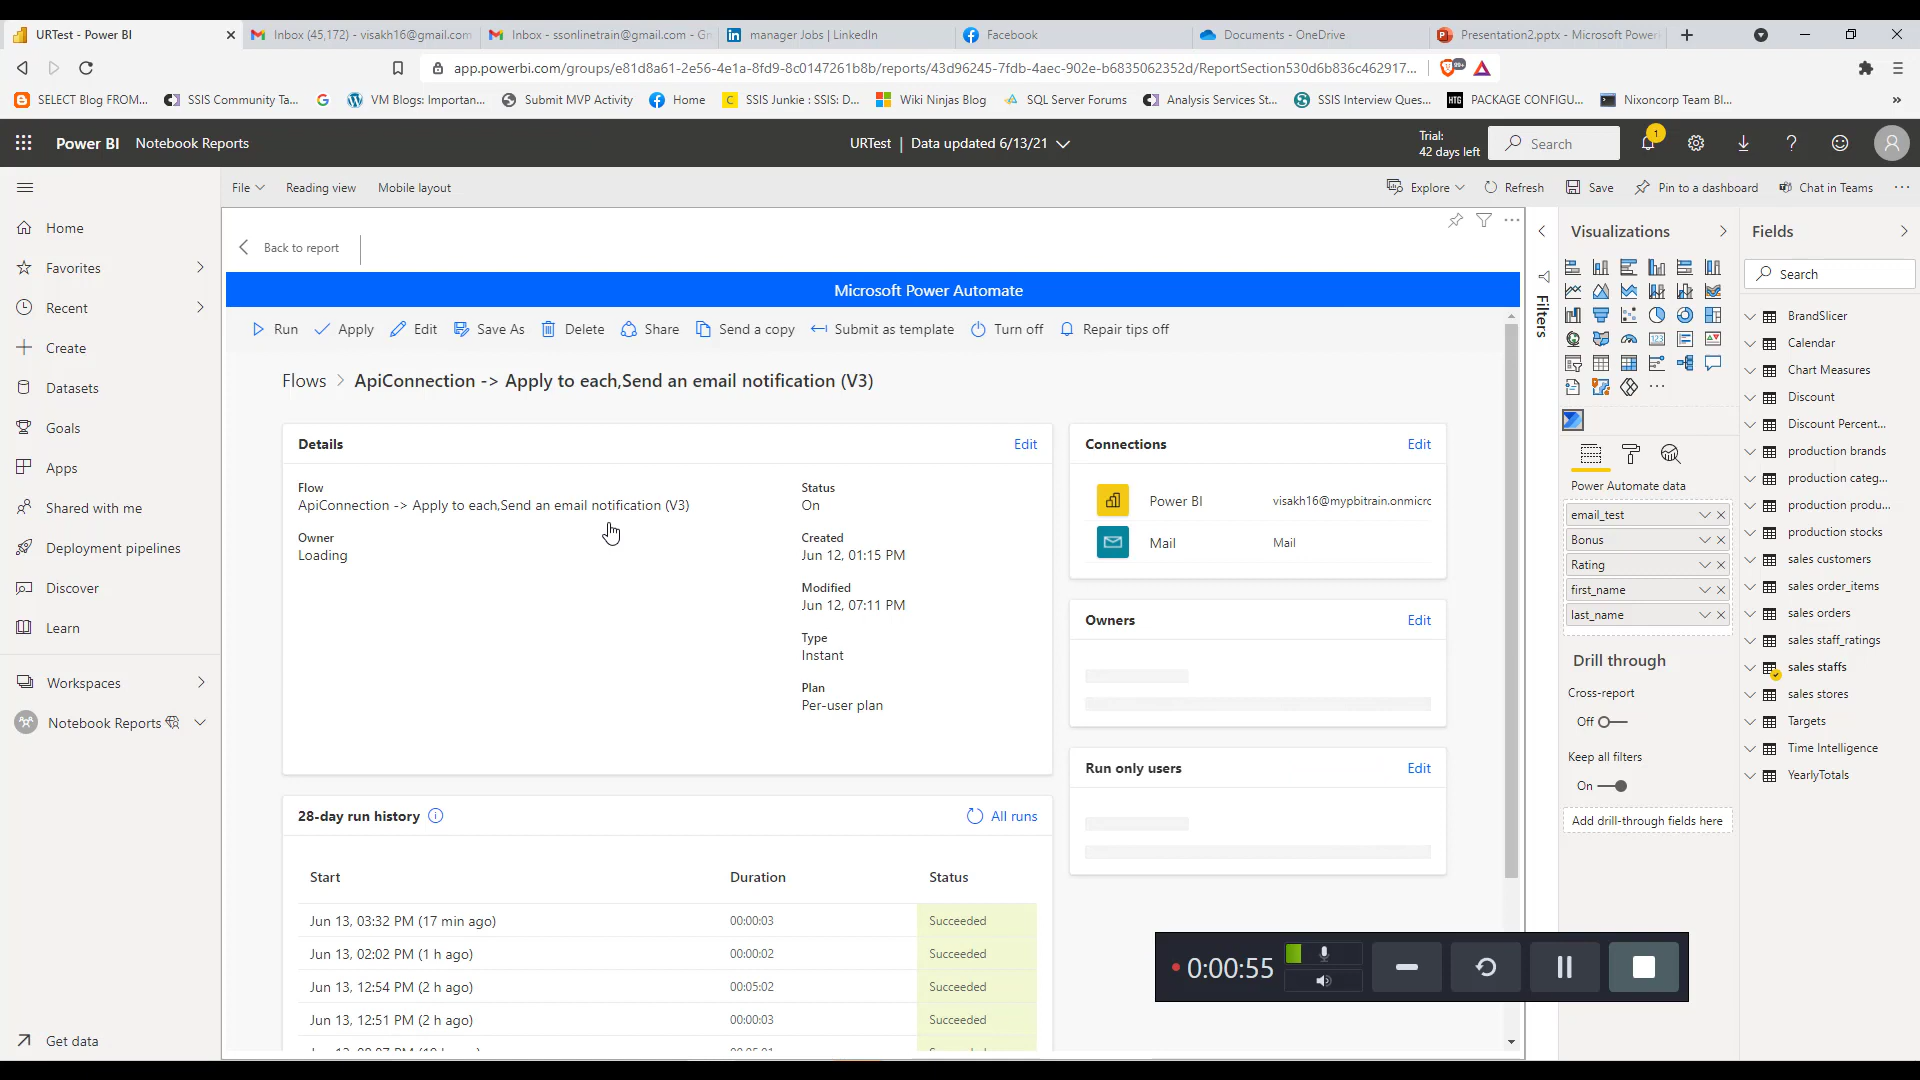 URTest - Power BI
Inbox (45,172) - visakh16@gmail.com
Inbox - ssonlinetrain@gmail.com - Gm
manager Jobs | LinkedIn
Facebook
Documents - OneDrive
Presentation2.pptx - Microsoft Power
app.powerbi.com/groups/e81d8a61-2e56-4e1a-8fd9-8c0147261b8b/reports/43d96245-7fdb-4aec-902e-b6835062352d/ReportSection530d6b836c462917...
99+
SELECT Blog FROM...
SSIS Community Ta...
VM Blogs: Importan...
Submit MVP Activity
Home
SSIS Junkie : SSIS: D...
Wiki Ninjas Blog
SQL Server Forums
Analysis Services St...
SSIS Interview Ques...
HTG
PACKAGE CONFIGU...
Nixoncorp Team Bl...
Power BI
Notebook Reports
URTest | Data updated 6/13/21
Trial:
42 days left
Search
1
File
Reading view
Mobile layout
Explore
Refresh
Save
Pin to a dashboard
Chat in Teams
Home
Favorites
Recent
Create
Datasets
Goals
Apps
Shared with me
Deployment pipelines
Discover
Learn
Workspaces
Notebook Reports
Get data
Back to report
Microsoft Power Automate
Run
Apply
Edit
Save As
Delete
Share
Send a copy
Submit as template
Turn off
Repair tips off
Flows > ApiConnection -> Apply to each,Send an email notification (V3)
Details
Edit
Flow
ApiConnection -> Apply to each,Send an email notification (V3)
Owner
Loading
Status
On
Created
Jun 12, 01:15 PM
Modified
Jun 12, 07:11 PM
Type
Instant
Plan
Per-user plan
Connections
Edit
Power BI
visakh16@mypbitrain.onmicrc
Mail
Mail
Owners
Edit
Run only users
Edit
28-day run history
All runs
Start
Duration
Status
Jun 13, 03:32 PM (17 min ago)
00:00:03
Succeeded
Jun 13, 02:02 PM (1 h ago)
00:00:02
Succeeded
Jun 13, 12:54 PM (2 h ago)
00:05:02
Succeeded
Jun 13, 12:51 PM (2 h ago)
00:00:03
Succeeded
0:00:55
Filters
Visualizations
Power Automate data
email_test
Bonus
Rating
first_name
last_name
Drill through
Cross-report
Off
Keep all filters
On
Add drill-through fields here
Fields
Search
BrandSlicer
Calendar
Chart Measures
Discount
Discount Percent...
production brands
production categ...
production produ...
production stocks
sales customers
sales order_items
sales orders
sales staff_ratings
sales staffs
sales stores
Targets
Time Intelligence
YearlyTotals